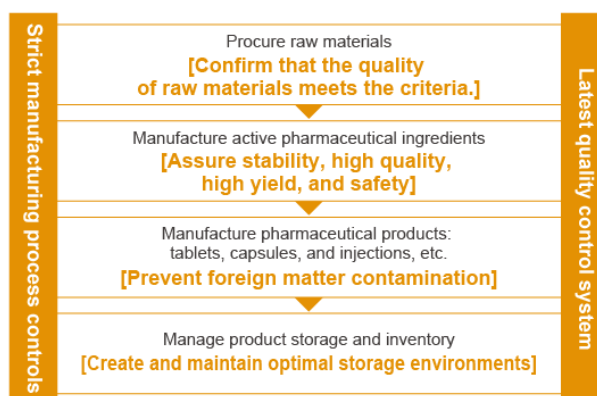 Strict manufacturing process controls
Procure raw materials
[Confirm that the quality
of raw materials meets the criteria.]
Manufacture active pharmaceutical ingredients
[Assure stability, high quality,
high yield, and safety]
Manufacture pharmaceutical products:
tablets, capsules, and injections, etc.
[Prevent foreign matter contamination]
Manage product storage and inventory
[Create and maintain optimal storage environments]
Latest quality control system